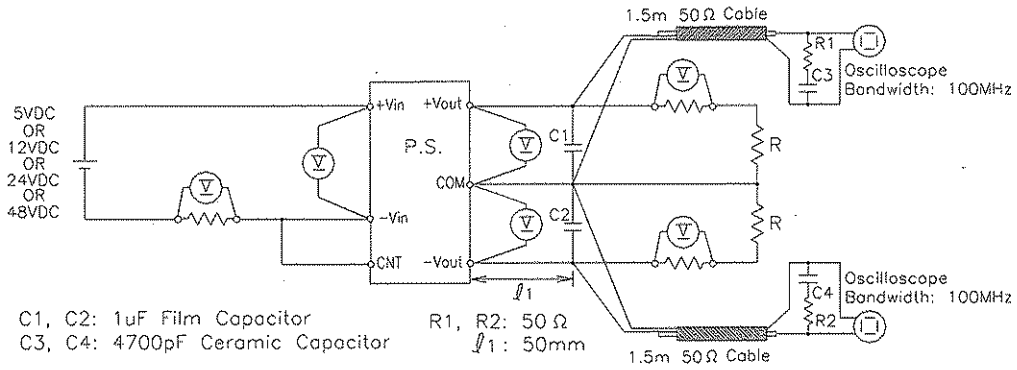 1.5m 50Ω Cable
R1
C3
Oscilloscope
Bandwidth: 100MHz
5VDC
OR
12VDC
OR
24VDC
OR
48VDC
V
+Vin
V
-Vin
CNT
P.S.
+Vout
COM
-Vout
V
V
C1
C2
V
V
R
R
ℓ1
C4
R2
Oscilloscope
Bandwidth: 100MHz
1.5m 50Ω Cable
C1, C2: 1uF Film Capacitor
C3, C4: 4700pF Ceramic Capacitor
R1, R2: 50 Ω
ℓ1: 50mm